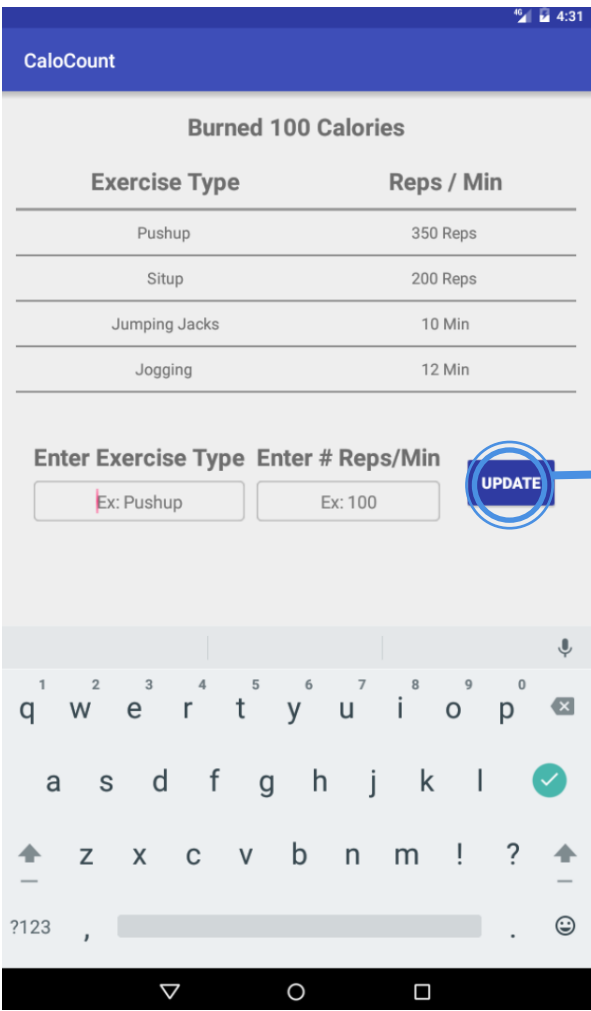 4G 4:31
CaloCount
Burned 100 Calories
Exercise Type Reps / Min
Pushup 350 Reps
Situp 200 Reps
Jumping Jacks 10 Min
Jogging 12 Min
Enter Exercise Type Enter # Reps/Min
UPDATE
Ex: Pushup Ex: 100
1 2 3 4 5 6 7 8 9 0
q w e r t y u i o p
a s d f g h j k l
z x c v b n m ! ?
?123 , .